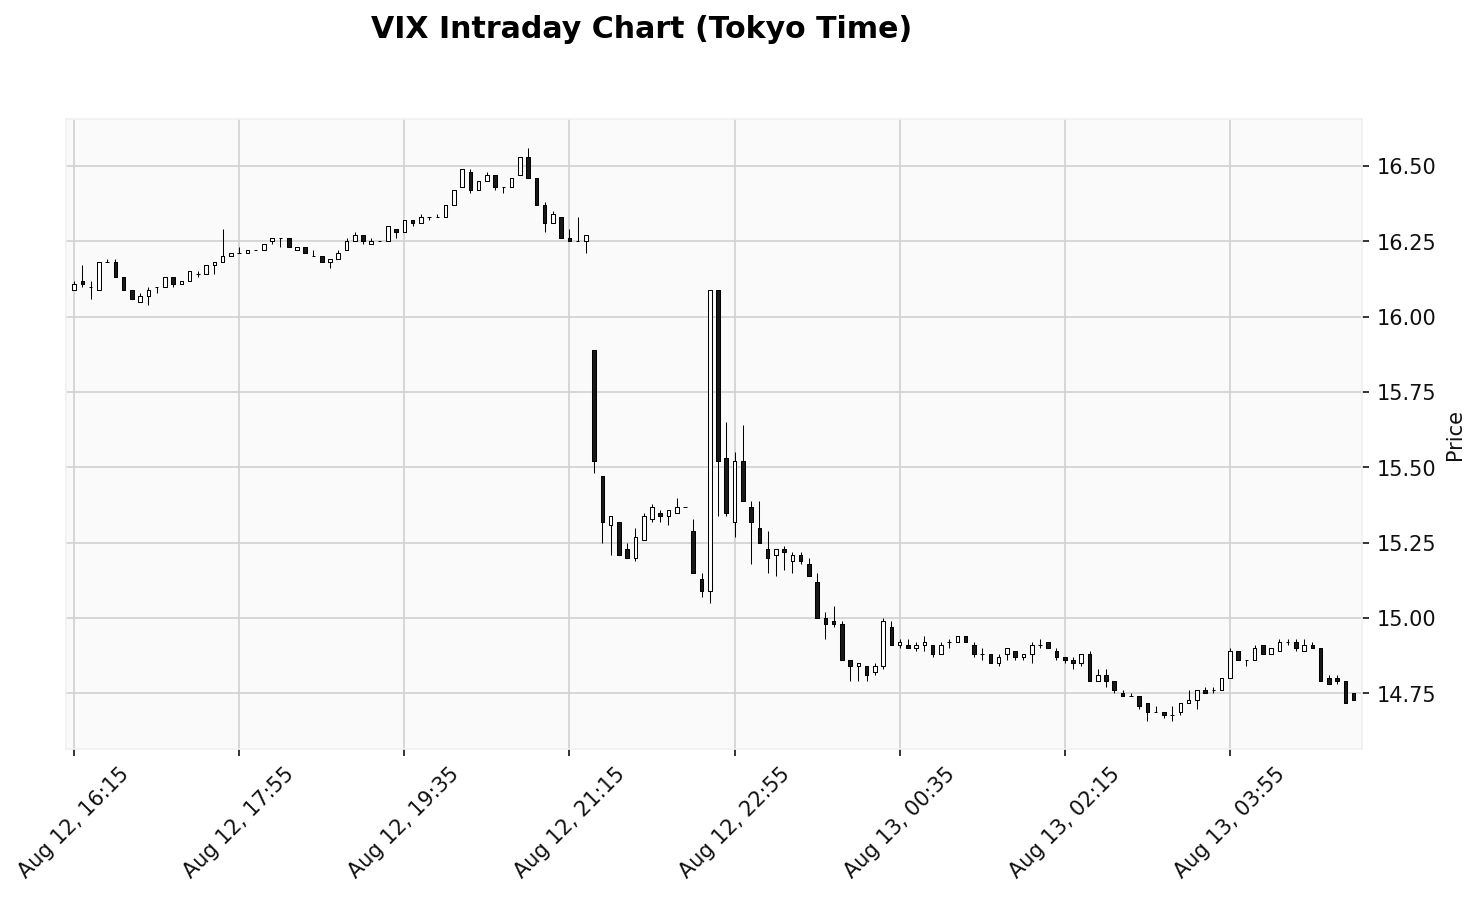 VIX Intraday Chart (Tokyo Time)
16.50
16.25
16.00
15.75
15.50
15.25
15.00
14.75
Price
Aug 12, 16:15
Aug 12, 17:55
Aug 12, 19:35
Aug 12, 21:15
Aug 12, 22:55
Aug 13, 00:35
Aug 13, 02:15
Aug 13, 03:55